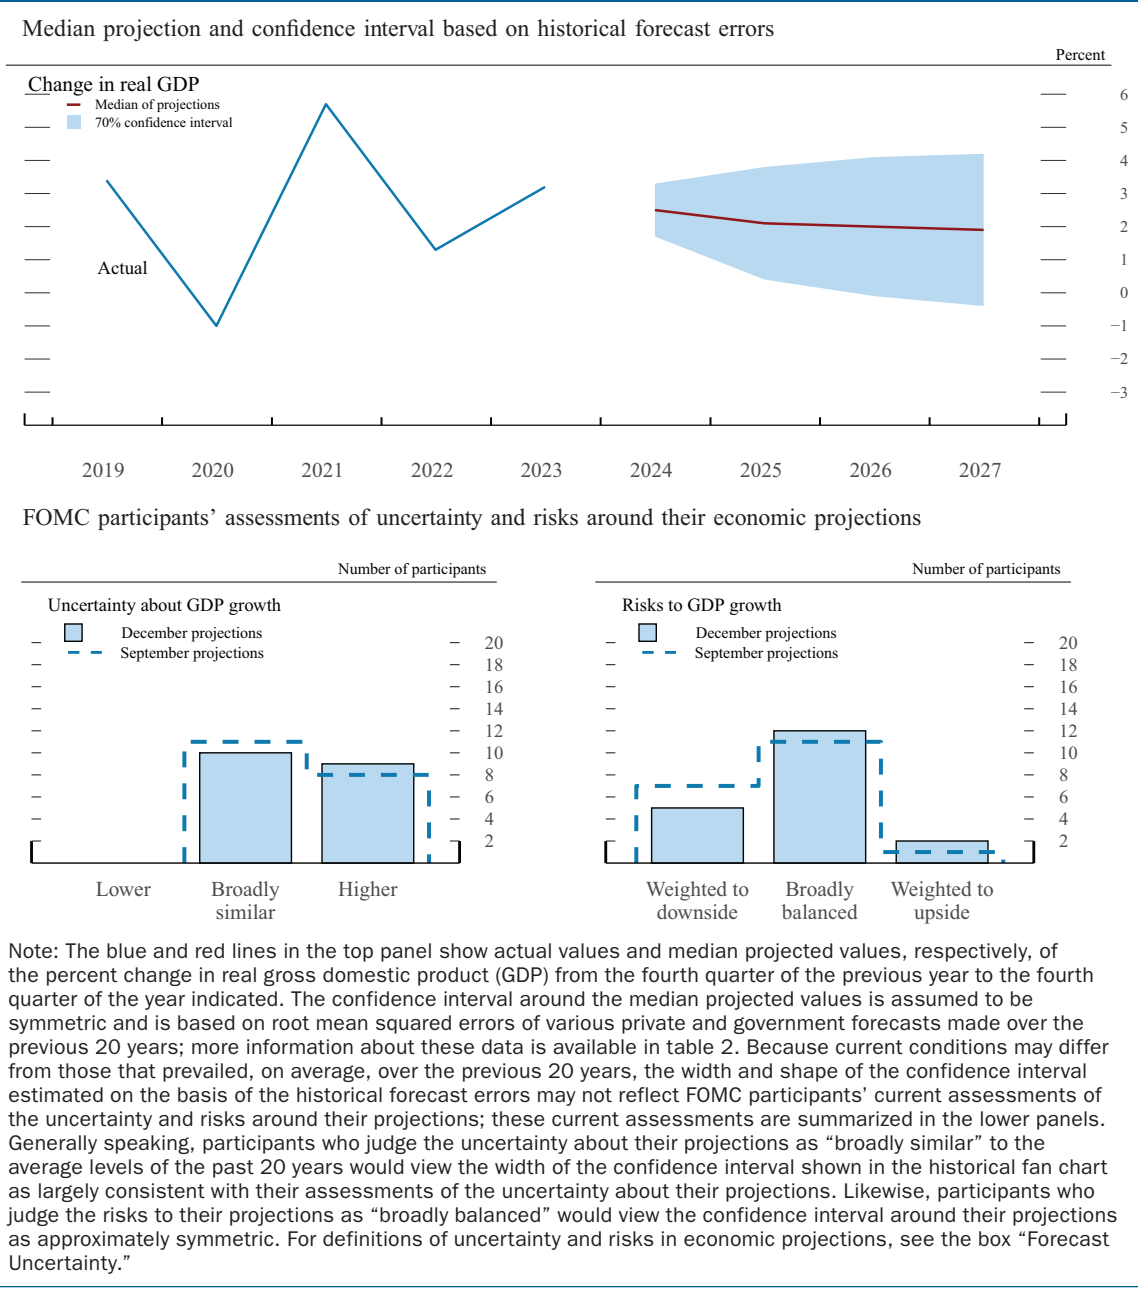 Median projection and confidence interval based on historical forecast errors
Percent
Change in real GDP
Median of projections
70% confidence interval
6
5
4
3
2
1
0
−1
−2
−3
Actual
2019 2020 2021 2022 2023 2024 2025 2026 2027
FOMC participants’ assessments of uncertainty and risks around their economic projections
Number of participants
Uncertainty about GDP growth
December projections
September projections
20
18
16
14
12
10
8
6
4
2
Lower Broadly similar Higher
Number of participants
Risks to GDP growth
December projections
September projections
20
18
16
14
12
10
8
6
4
2
Weighted to downside Broadly balanced Weighted to upside
Note: The blue and red lines in the top panel show actual values and median projected values, respectively, of
the percent change in real gross domestic product (GDP) from the fourth quarter of the previous year to the fourth
quarter of the year indicated. The confidence interval around the median projected values is assumed to be
symmetric and is based on root mean squared errors of various private and government forecasts made over the
previous 20 years; more information about these data is available in table 2. Because current conditions may differ
from those that prevailed, on average, over the previous 20 years, the width and shape of the confidence interval
estimated on the basis of the historical forecast errors may not reflect FOMC participants’ current assessments of
the uncertainty and risks around their projections; these current assessments are summarized in the lower panels.
Generally speaking, participants who judge the uncertainty about their projections as “broadly similar” to the
average levels of the past 20 years would view the width of the confidence interval shown in the historical fan chart
as largely consistent with their assessments of the uncertainty about their projections. Likewise, participants who
judge the risks to their projections as “broadly balanced” would view the confidence interval around their projections
as approximately symmetric. For definitions of uncertainty and risks in economic projections, see the box “Forecast
Uncertainty.”